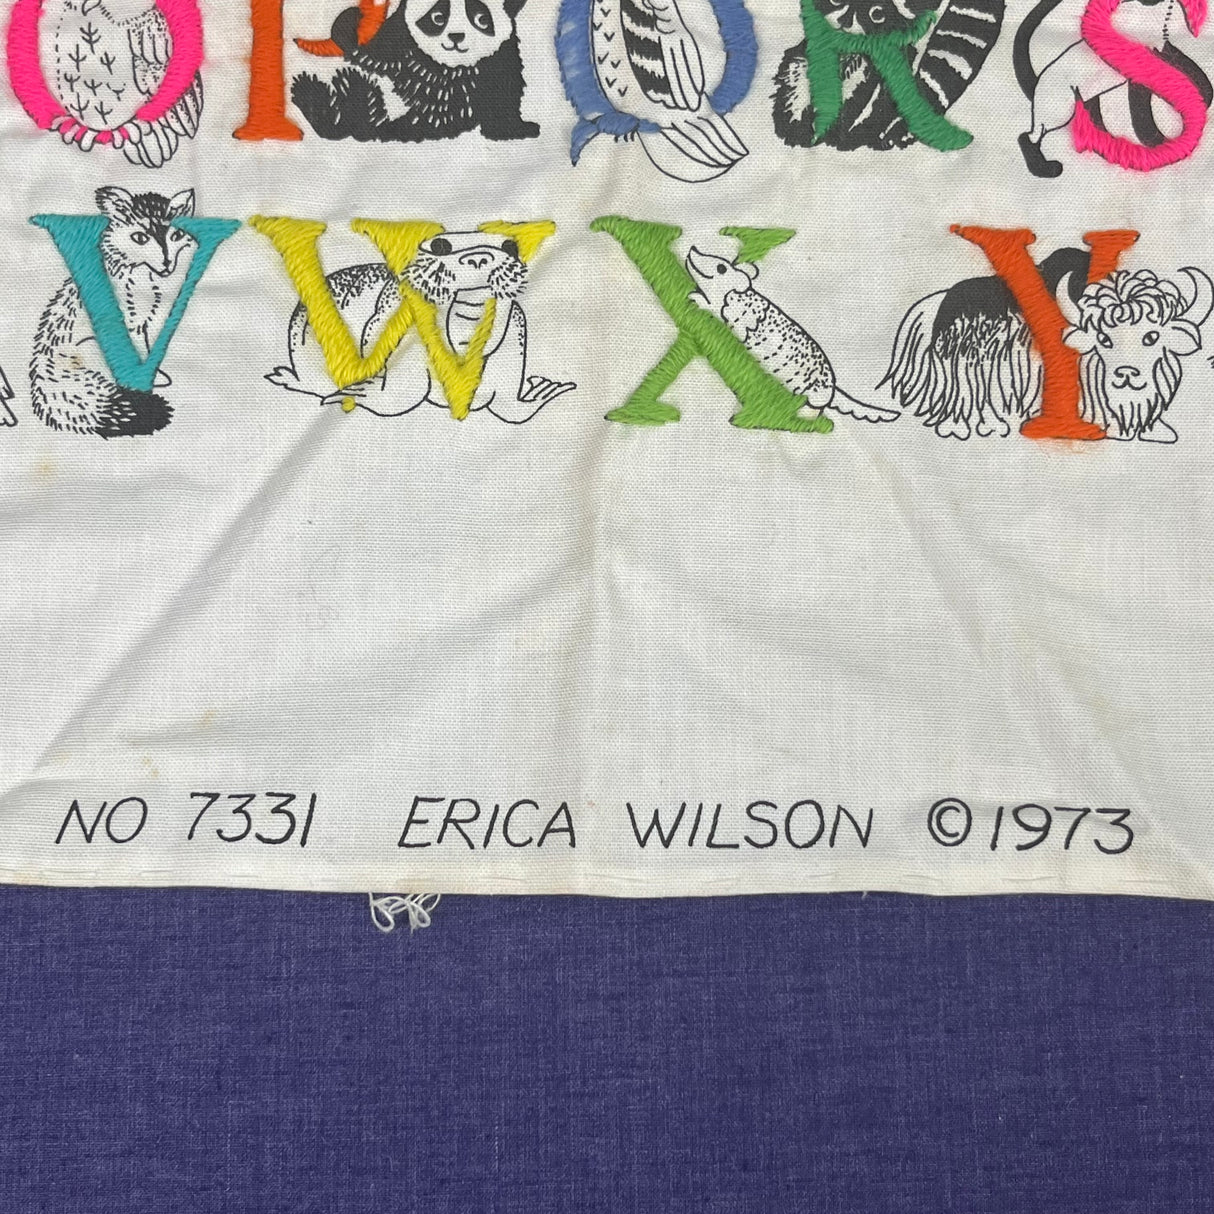 O P Q R S
V W X Y
NO 7331 ERICA WILSON © 1973